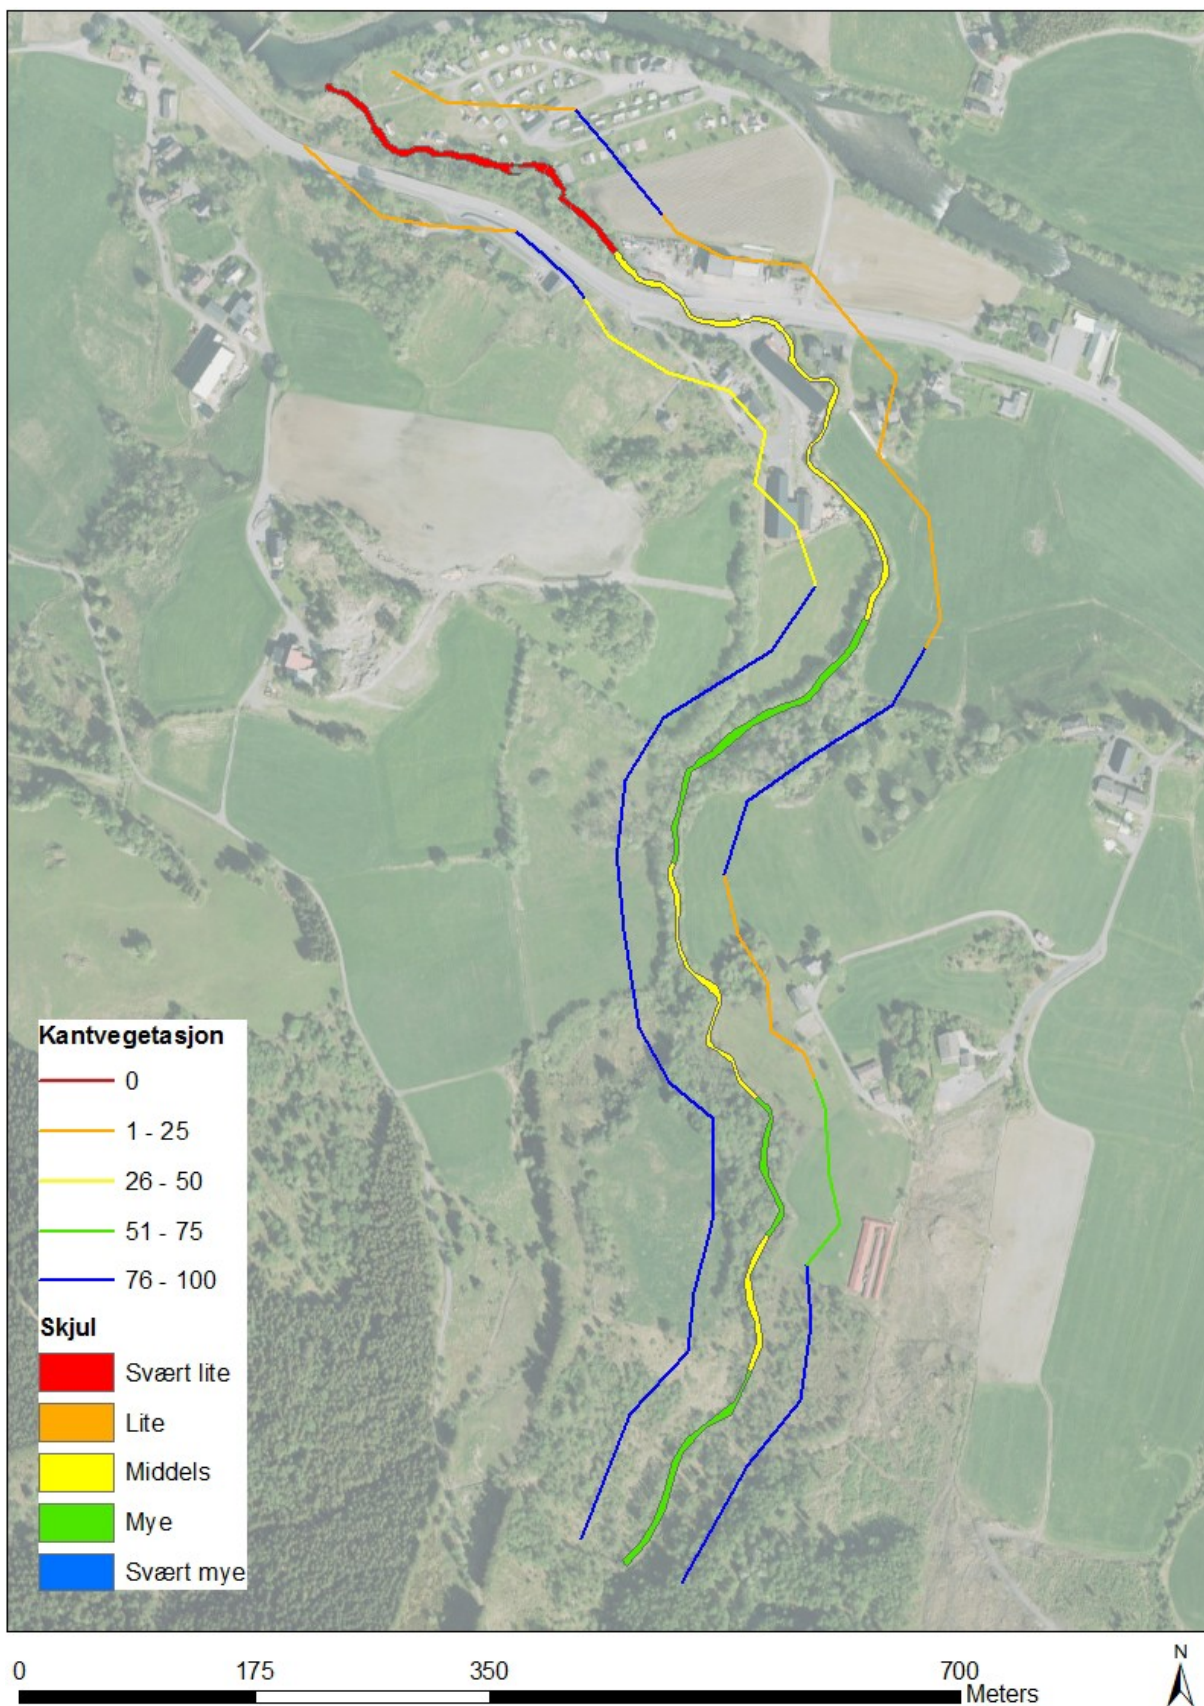 Kantvegetasjon
0
1 - 25
26 - 50
51 - 75
76 - 100
Skjul
Svært lite
Lite
Middels
Mye
Svært mye
0 175 350 700
Meters
N